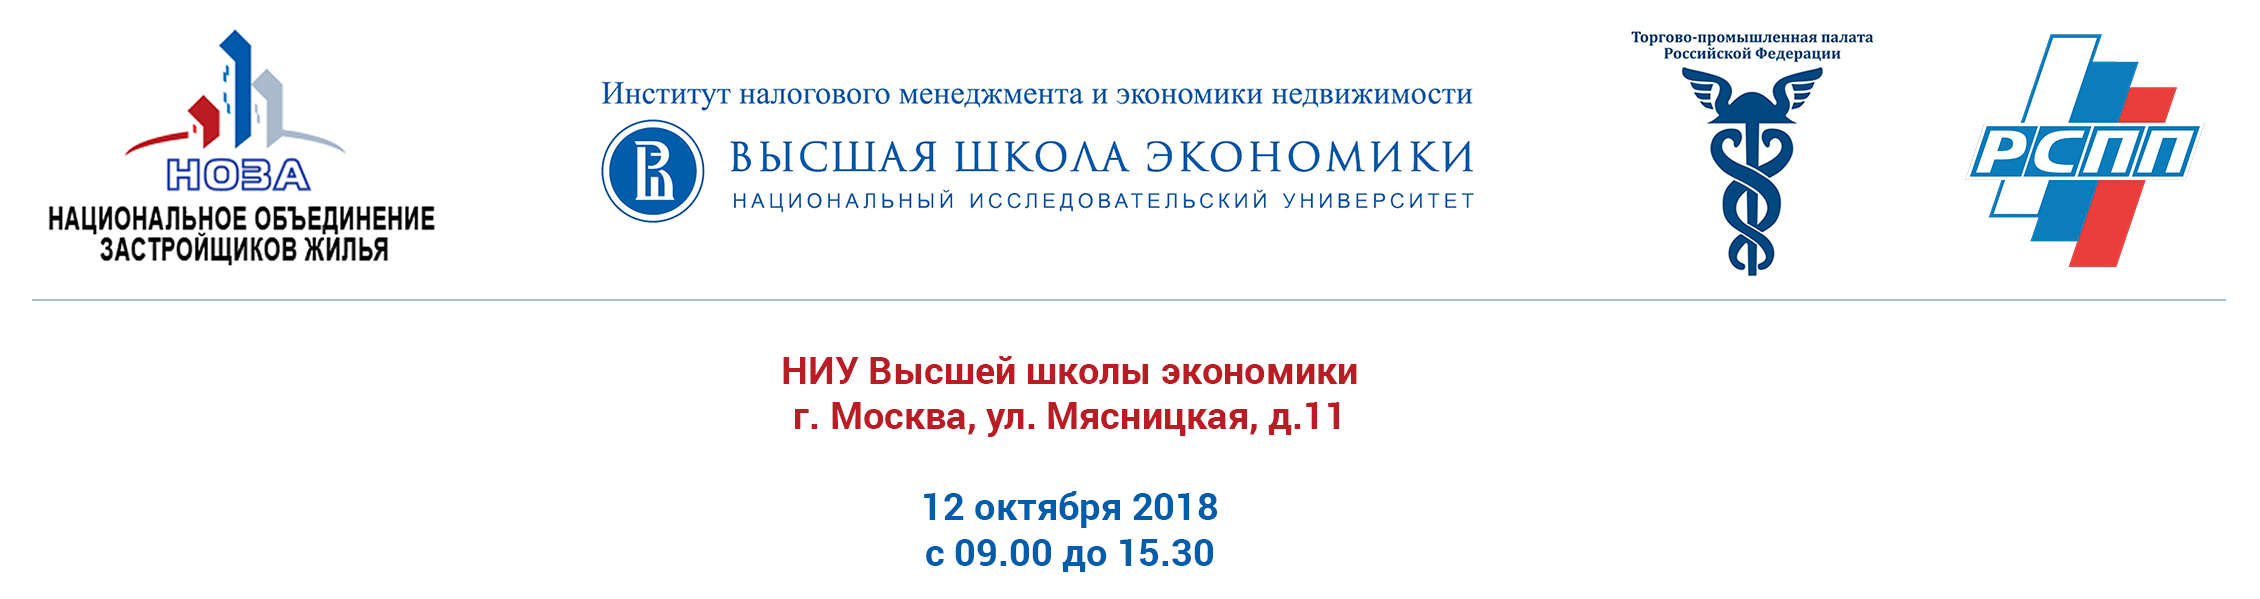 НОЗА
НАЦИОНАЛЬНОЕ ОБЪЕДИНЕНИЕ
ЗАСТРОЙЩИКОВ ЖИЛЬЯ
Институт налогового менеджмента и экономики недвижимости
ВЫСШАЯ ШКОЛА ЭКОНОМИКИ
НАЦИОНАЛЬНЫЙ ИССЛЕДОВАТЕЛЬСКИЙ УНИВЕРСИТЕТ
Торгово-промышленная палата
Российской Федерации
РСПП
НИУ Высшей школы экономики
г. Москва, ул. Мясницкая, д.11
12 октября 2018
с 09.00 до 15.30